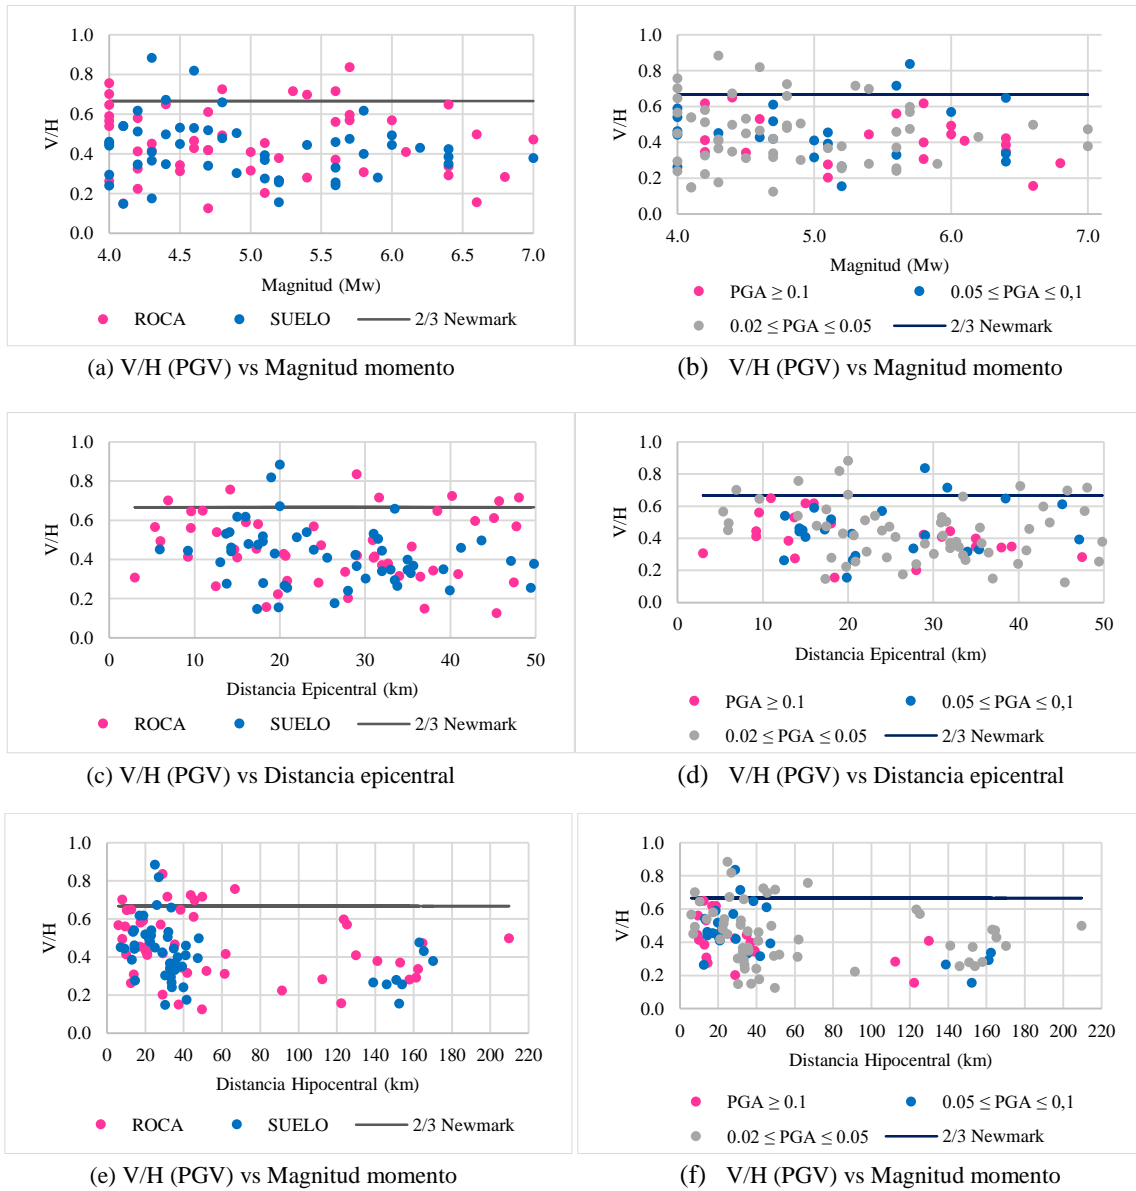 1.0
0.8
0.6
0.4
0.2
0.0
V/H
4.0 4.5 5.0 5.5 6.0 6.5 7.0
Magnitud (Mw)
ROCA SUELO 2/3 Newmark
(a) V/H (PGV) vs Magnitud momento
1.0
0.8
0.6
0.4
0.2
0.0
V/H
4.0 5.0 6.0 7.0
Magnitud (Mw)
PGA ≥ 0.1 0.05 ≤ PGA ≤ 0,1
0.02 ≤ PGA ≤ 0.05 2/3 Newmark
(b) V/H (PGV) vs Magnitud momento
1.0
0.8
0.6
0.4
0.2
0.0
V/H
0 10 20 30 40 50
Distancia Epicentral (km)
ROCA SUELO 2/3 Newmark
(c) V/H (PGV) vs Distancia epicentral
1.0
0.8
0.6
0.4
0.2
0.0
V/H
0 10 20 30 40 50
Distancia Epicentral (km)
PGA ≥ 0.1 0.05 ≤ PGA ≤ 0,1
0.02 ≤ PGA ≤ 0.05 2/3 Newmark
(d) V/H (PGV) vs Distancia epicentral
1.0
0.8
0.6
0.4
0.2
0.0
V/H
0 20 40 60 80 100 120 140 160 180 200 220
Distancia Hipocentral (km)
ROCA SUELO 2/3 Newmark
(e) V/H (PGV) vs Magnitud momento
1.0
0.8
0.6
0.4
0.2
0.0
V/H
0 20 40 60 80 100 120 140 160 180 200 220
Distancia Hipocentral (km)
PGA ≥ 0.1 0.05 ≤ PGA ≤ 0,1
0.02 ≤ PGA ≤ 0.05 2/3 Newmark
(f) V/H (PGV) vs Magnitud momento